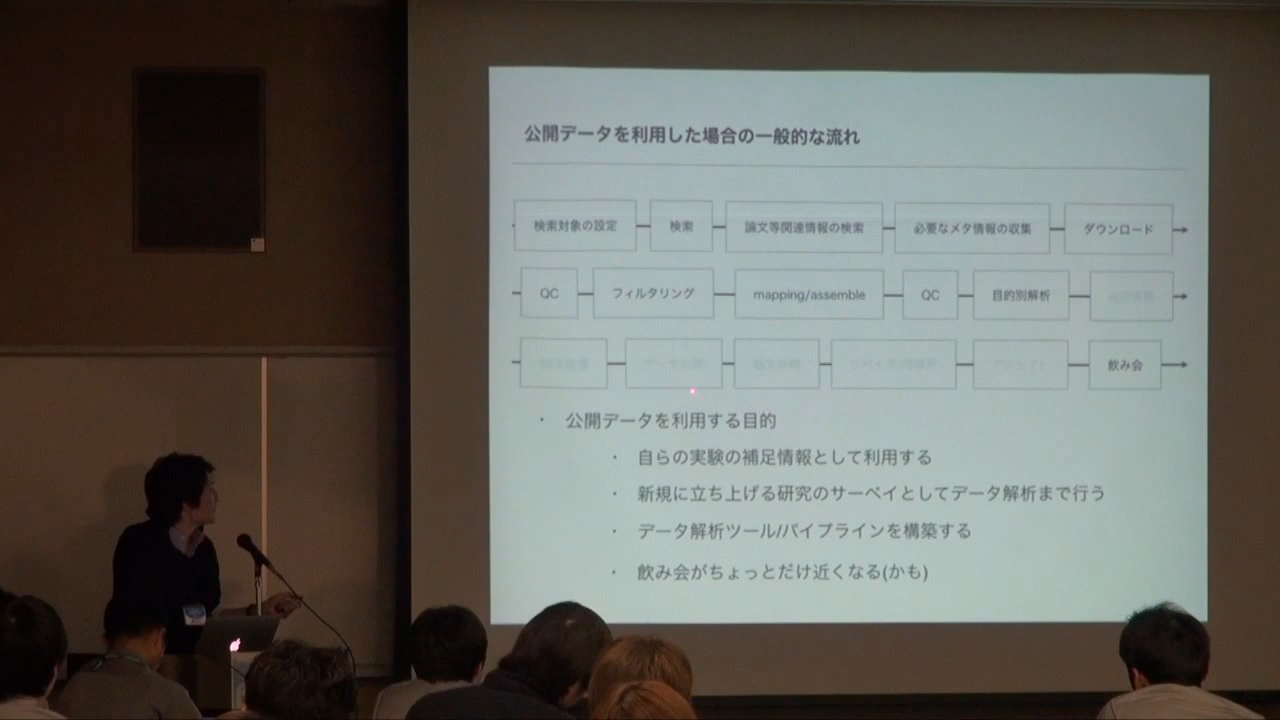 公開データを利用した場合の一般的な流れ
検索対象の設定 検索 論文等関連情報の検索 必要なメタ情報の収集 ダウンロード
QC フィルタリング mapping/assemble QC 目的別解析
飲み会
・ 公開データを利用する目的
・ 自らの実験の補足情報として利用する
・ 新規に立ち上げる研究のサーベイとしてデータ解析まで行う
・ データ解析ツール/パイプラインを構築する
・ 飲み会がちょっとだけ近くなる(かも)